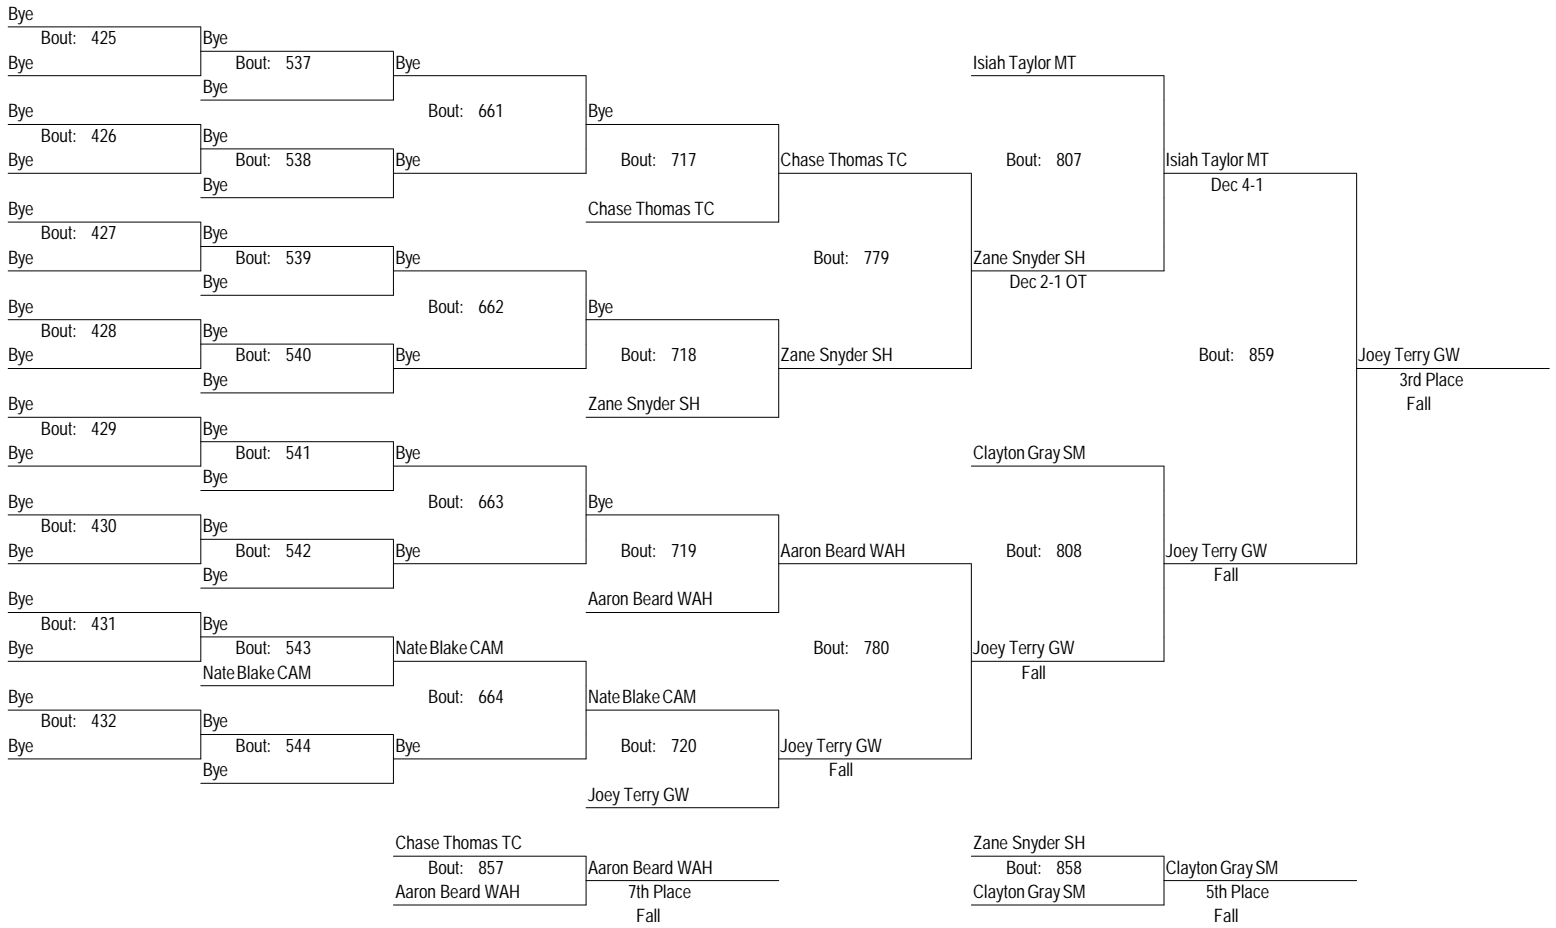 Bye
Bout: 425
Bye
Bye
Bout: 537
Bye
Bye
Bout: 426
Bye
Bye
Bout: 538
Bye
Bye
Bout: 661
Bye
Bye
Bout: 427
Bye
Bye
Bout: 539
Bye
Bye
Bout: 428
Bye
Bye
Bout: 540
Bye
Bye
Bout: 662
Bye
Bye
Bout: 717
Chase Thomas TC
Bye
Bout: 718
Zane Snyder SH
Chase Thomas TC
Bout: 779
Zane Snyder SH
Isiah Taylor MT
Bout: 807
Zane Snyder SH
Dec 2-1 OT
Isiah Taylor MT
Dec 4-1
Bye
Bout: 429
Bye
Bye
Bout: 541
Bye
Bye
Bout: 430
Bye
Bye
Bout: 542
Bye
Bye
Bout: 663
Bye
Bye
Bout: 431
Bye
Bye
Bout: 543
Nate Blake CAM
Bye
Bout: 432
Bye
Bye
Bout: 544
Bye
Nate Blake CAM
Bout: 664
Bye
Bye
Bout: 719
Aaron Beard WAH
Nate Blake CAM
Bout: 720
Joey Terry GW
Aaron Beard WAH
Bout: 780
Joey Terry GW
Fall
Clayton Gray SM
Bout: 808
Joey Terry GW
Fall
Joey Terry GW
Fall
Bout: 859
Joey Terry GW
3rd Place
Fall
Chase Thomas TC
Bout: 857
Aaron Beard WAH
Aaron Beard WAH
7th Place
Fall
Zane Snyder SH
Bout: 858
Clayton Gray SM
Clayton Gray SM
5th Place
Fall